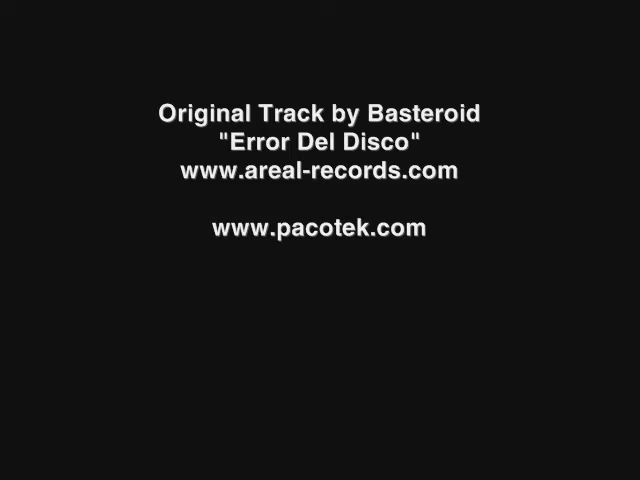 Original Track by Basteroid
"Error Del Disco"
www.areal-records.com
www.pacotek.com